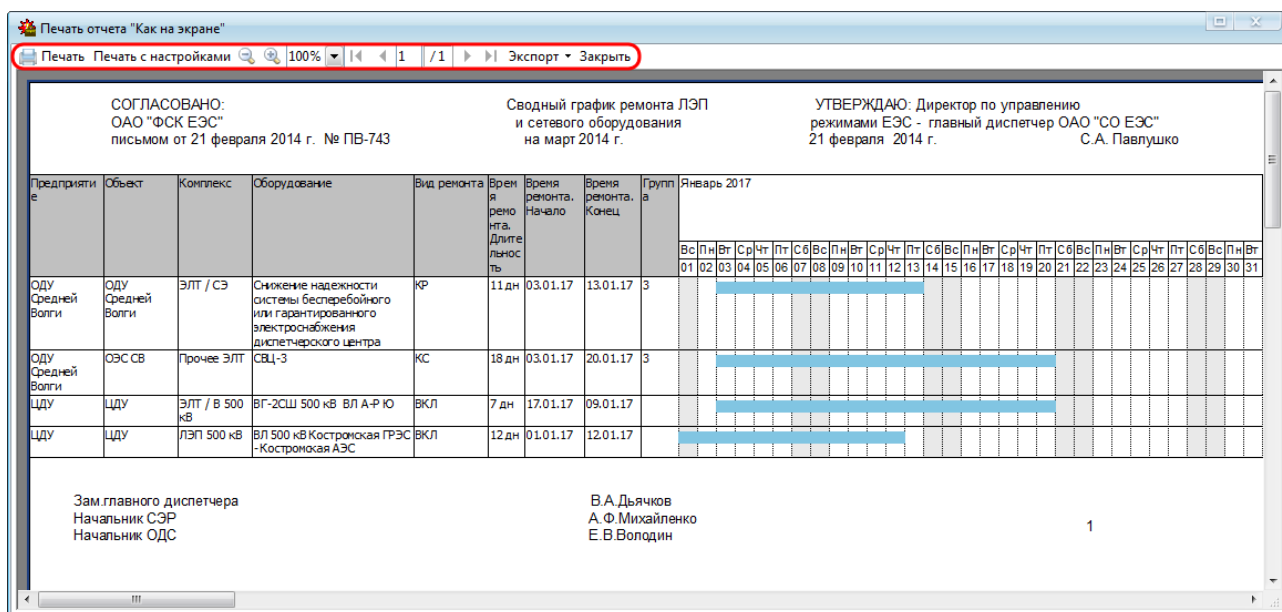 Печать отчета "Как на экране"
Печать Печать с настройками 100% 1 / 1 Экспорт Закрыть
СОГЛАСОВАНО: Сводный график ремонта ЛЭП УТВЕРЖДАЮ: Директор по управлению
ОАО "ФСК ЕЭС" и сетевого оборудования режимами ЕЭС - главный диспетчер ОАО "СО ЕЭС"
письмом от 21 февраля 2014 г. № ПВ-743 на март 2014 г. 21 февраля 2014 г. С.А. Павлушко
Предприяти Объект Комплекс Оборудование Вид ремонта Врем Время Время Групп Январь 2017
е я ремонта. ремонта. а
ремо Начало Конец
нта.
Длите
льнос Вс Пн Вт Ср Чт Пт Сб Вс Пн Вт Ср Чт Пт Сб Вс Пн Вт Ср Чт Пт Сб Вс Пн Вт Ср Чт Пт Сб Вс Пн Вт
ть 01 02 03 04 05 06 07 08 09 10 11 12 13 14 15 16 17 18 19 20 21 22 23 24 25 26 27 28 29 30 31
ОДУ ОДУ ЭЛТ / СЭ Снижение надежности КР 11 дн 03.01.17 13.01.17 3
Средней Средней системы бесперебойного
Волги Волги или гарантированного
электроснабжения
диспетчерского центра
ОДУ ОЭС СВ Прочее ЭЛТ СВЦ-3 КС 18 дн 03.01.17 20.01.17 3
Средней
Волги
ЦДУ ЦДУ ЭЛТ / В 500 ВГ-2СШ 500 кВ ВЛ А-Р Ю ВКЛ 7 дн 17.01.17 09.01.17
кВ
ЦДУ ЦДУ ЛЭП 500 кВ ВЛ 500 кВ Костромская ГРЭС ВКЛ 12 дн 01.01.17 12.01.17
-Костромская АЭС
Зам.главного диспетчера В.А.Дьячков
Начальник СЭР А.Ф.Михайленко
Начальник ОДС Е.В.Володин
1